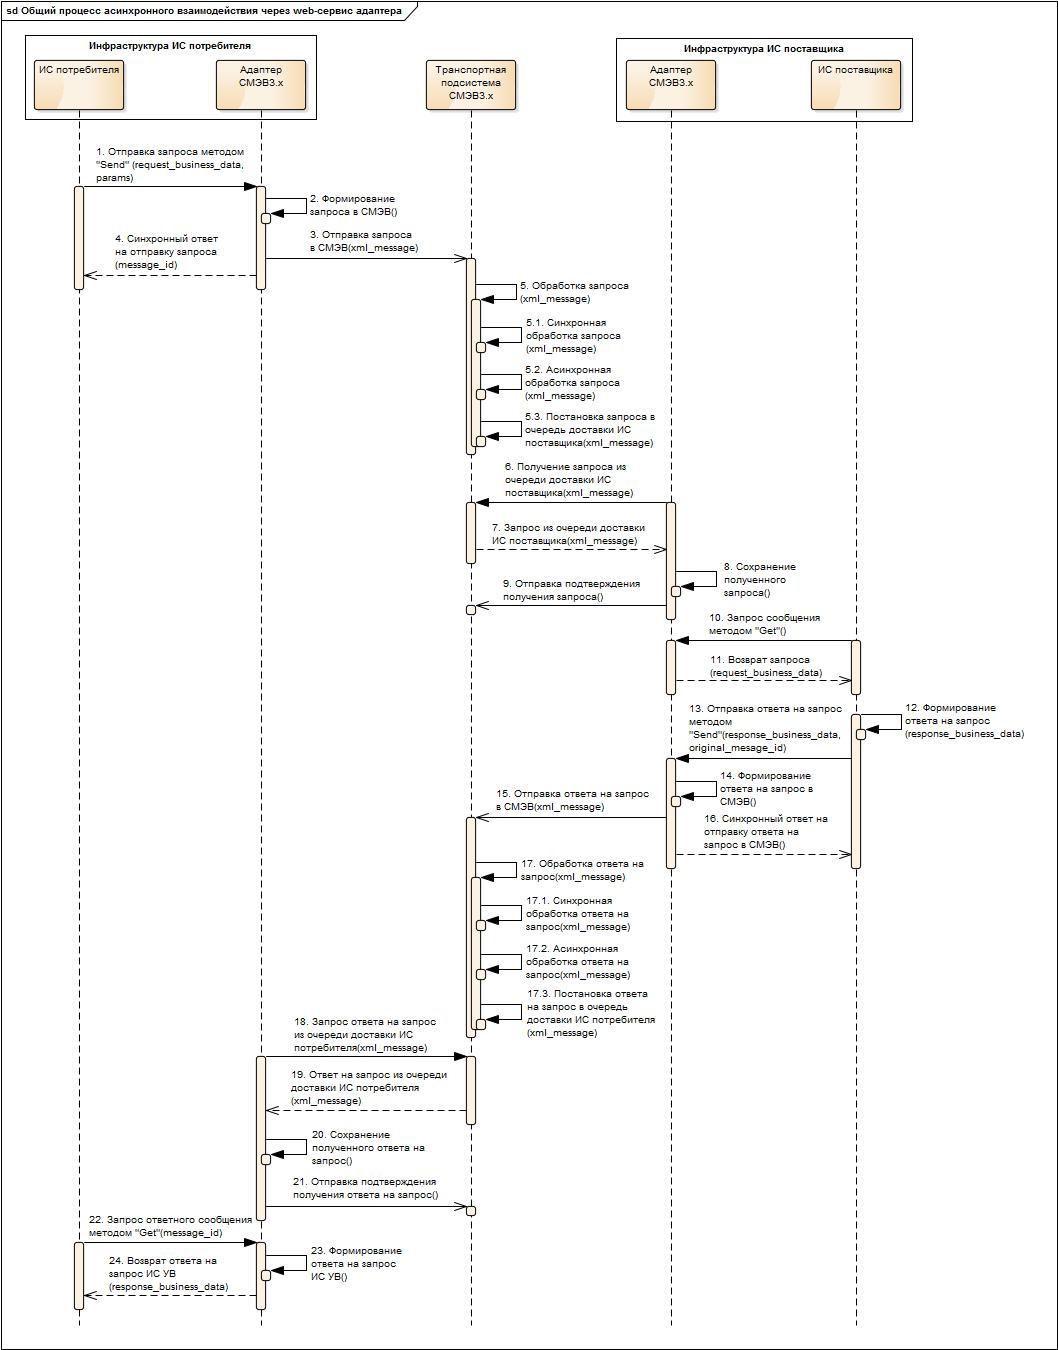 sd Общий процесс асинхронного взаимодействия через web-сервис адаптера
Инфраструктура ИС потребителя
Инфраструктура ИС поставщика
ИС потребителя
Адаптер
СМЭВ3.х
Транспортная
подсистема
СМЭВ3.х
Адаптер
СМЭВ3.х
ИС поставщика
1. Отправка запроса методом
"Send" (request_business_data,
params)
2. Формирование
запроса в СМЭВ()
3. Отправка запроса
в СМЭВ(xml_message)
4. Синхронный ответ
на отправку запроса
(message_id)
5. Обработка запроса
(xml_message)
5.1. Синхронная
обработка запроса
(xml_message)
5.2. Асинхронная
обработка запроса
(xml_message)
5.3. Постановка запроса в
очередь доставки ИС
поставщика(xml_message)
6. Получение запроса из
очереди доставки ИС
поставщика(xml_message)
7. Запрос из очереди доставки
ИС поставщика(xml_message)
8. Сохранение
полученного
запроса()
9. Отправка подтверждения
получения запроса()
10. Запрос сообщения
методом "Get"()
11. Возврат запроса
(request_business_data)
12. Формирование
ответа на запрос
(response_business_data)
13. Отправка ответа на запрос
методом
"Send"(response_business_data,
original_mesage_id)
14. Формирование
ответа на запрос в
СМЭВ()
15. Отправка ответа на запрос
в СМЭВ(xml_message)
16. Синхронный ответ на
отправку ответа на
запрос в СМЭВ()
17. Обработка ответа на
запрос(xml_message)
17.1. Синхронная
обработка ответа на
запрос(xml_message)
17.2. Асинхронная
обработка ответа на
запрос(xml_message)
17.3. Постановка ответа
на запрос в очередь
доставки ИС потребителя
(xml_message)
18. Запрос ответа на запрос
из очереди доставки ИС
потребителя(xml_message)
19. Ответ на запрос из очереди
доставки ИС потребителя
(xml_message)
20. Сохранение
полученного ответа на
запрос()
21. Отправка подтверждения
получения ответа на запрос()
22. Запрос ответного сообщения
методом "Get"(message_id)
23. Формирование
ответа на запрос
ИС УВ()
24. Возврат ответа на
запрос ИС УВ
(response_business_data)